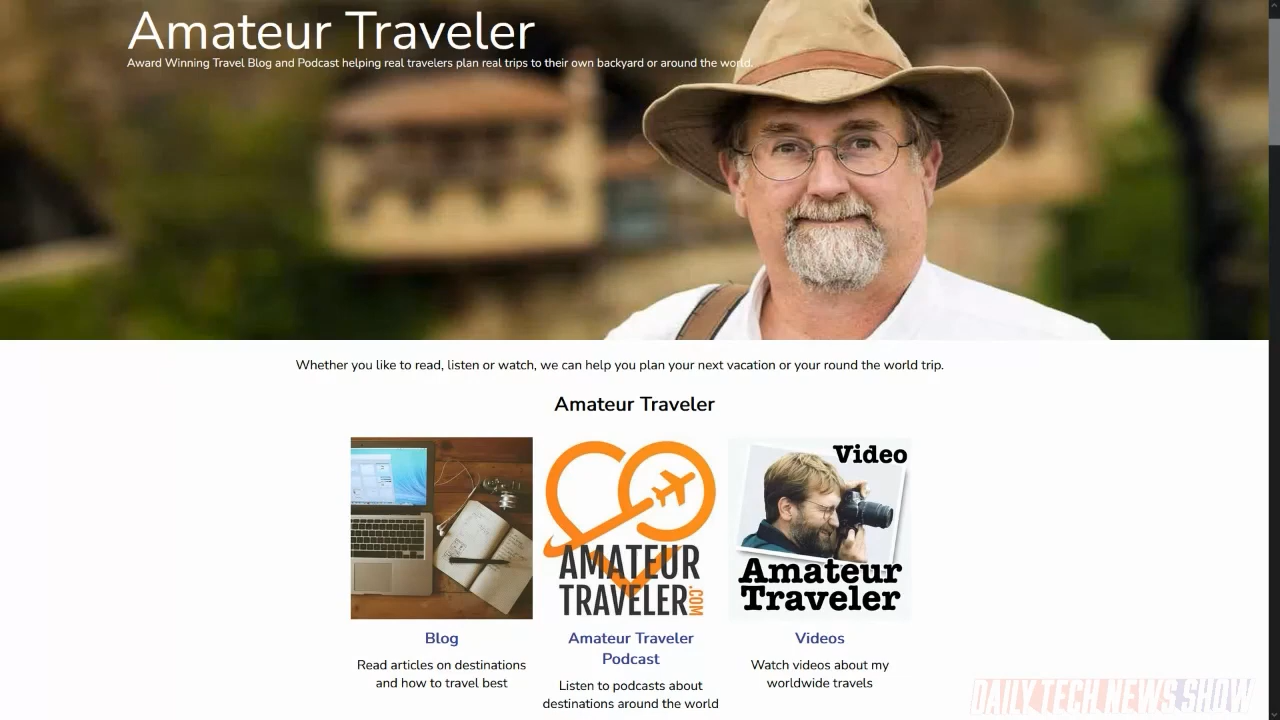 Amateur Traveler
Award Winning Travel Blog and Podcast helping real travelers plan real trips to their own backyard or around the world.
Whether you like to read, listen or watch, we can help you plan your next vacation or your round the world trip.
Amateur Traveler
AMATEUR
TRAVELER
.COM
Video
Amateur
Traveler
Blog
Read articles on destinations
and how to travel best
Amateur Traveler
Podcast
Listen to podcasts about
destinations around the world
Videos
Watch videos about my
worldwide travels
DAILY TECH NEWS SHOW